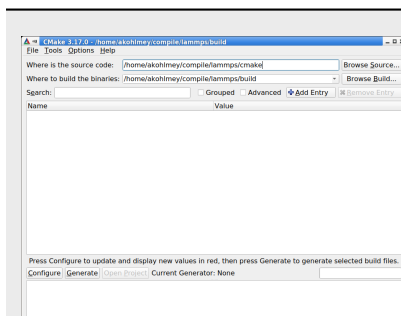 CMake 3.17.0 - /home/akohlmey/compile/lammps/build
File Tools Options Help
Where is the source code: /home/akohlmey/compile/lammps/cmake Browse Source...
Where to build the binaries: /home/akohlmey/compile/lammps/build Browse Build...
Search: Grouped Advanced Add Entry Remove Entry
Name Value
Press Configure to update and display new values in red, then press Generate to generate selected build files.
Configure Generate Open Project Current Generator: None